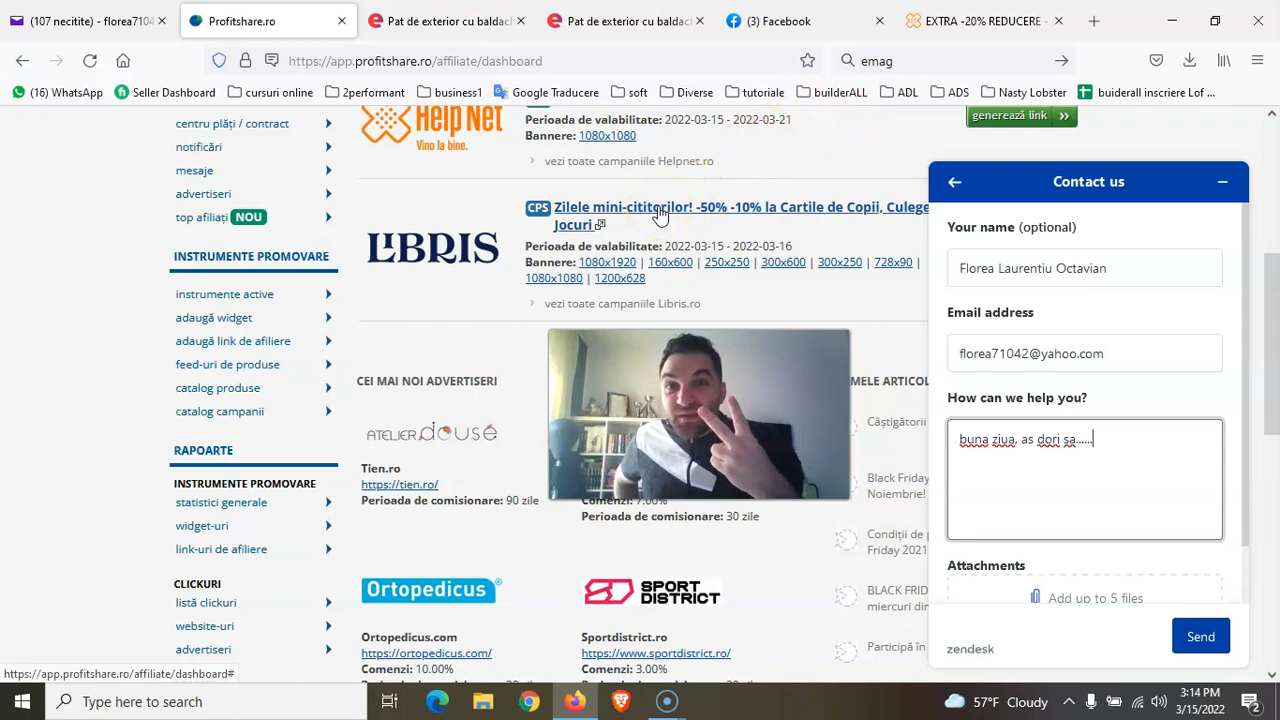 (107 necitite) - florea7104
Profitshare.ro
Pat de exterior cu baldac
Pat de exterior cu baldac
(3) Facebook
EXTRA -20% REDUCERE -
https://app.profitshare.ro/affiliate/dashboard
emag
(16) WhatsApp
Seller Dashboard
cursuri online
2performant
business1
Google Traducere
soft
Diverse
tutoriale
builderALL
ADL
ADS
Nasty Lobster
buiderall inscriere Lof ...
centru plăți / contract
notificări
mesaje
advertiseri
top afiliați NOU
INSTRUMENTE PROMOVARE
instrumente active
adaugă widget
adaugă link de afiliere
feed-uri de produse
catalog produse
catalog campanii
RAPOARTE
INSTRUMENTE PROMOVARE
statistici generale
widget-uri
link-uri de afiliere
CLICKURI
listă clickuri
website-uri
advertiseri
Help Net
Vino la bine.
Perioada de valabilitate: 2022-03-15 - 2022-03-21
Bannere: 1080x1080
vezi toate campaniile Helpnet.ro
generează link
CPS Zilele mini-cititorilor! -50% -10% la Cartile de Copii, Culege
Jocuri
LIBRIS
Perioada de valabilitate: 2022-03-15 - 2022-03-16
Bannere: 1080x1920 | 160x600 | 250x250 | 300x600 | 300x250 | 728x90 |
1080x1080 | 1200x628
vezi toate campaniile Libris.ro
CEI MAI NOI ADVERTISERI
ATELIER
Tien.ro
https://tien.ro/
Perioada de comisionare: 90 zile
Comenzi: 7.00%
Perioada de comisionare: 30 zile
Ortopedicus
SPORT
DISTRICT
Ortopedicus.com
https://ortopedicus.com/
Comenzi: 10.00%
Sportdistrict.ro
https://www.sportdistrict.ro/
Comenzi: 3.00%
MELE ARTICOL
Câștigătorii
Black Friday
Noiembrie!
Condiții de p
Friday 2021
BLACK FRID
miercuri din
Participă în
Contact us
Your name (optional)
Florea Laurentiu Octavian
Email address
florea71042@yahoo.com
How can we help you?
buna ziua, as dori sa......
Attachments
Add up to 5 files
zendesk
Send
https://app.profitshare.ro/affiliate/dashboard#
Type here to search
57°F Cloudy
3:14 PM
3/15/2022
2